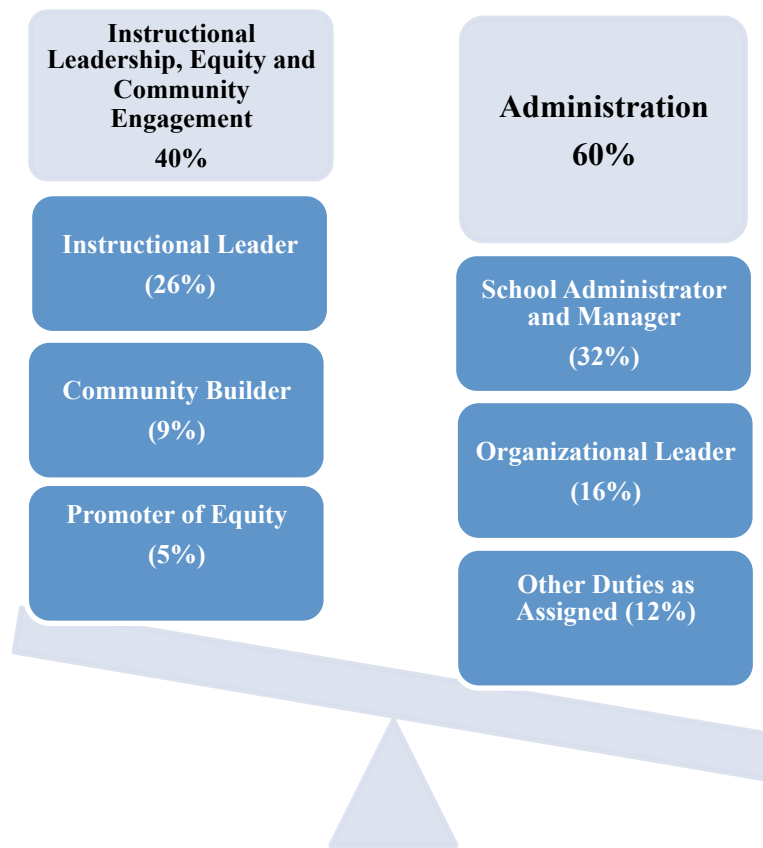 Instructional
Leadership, Equity and
Community
Engagement
40%
Instructional Leader
(26%)
Community Builder
(9%)
Promoter of Equity
(5%)
Administration
60%
School Administrator
and Manager
(32%)
Organizational Leader
(16%)
Other Duties as
Assigned (12%)